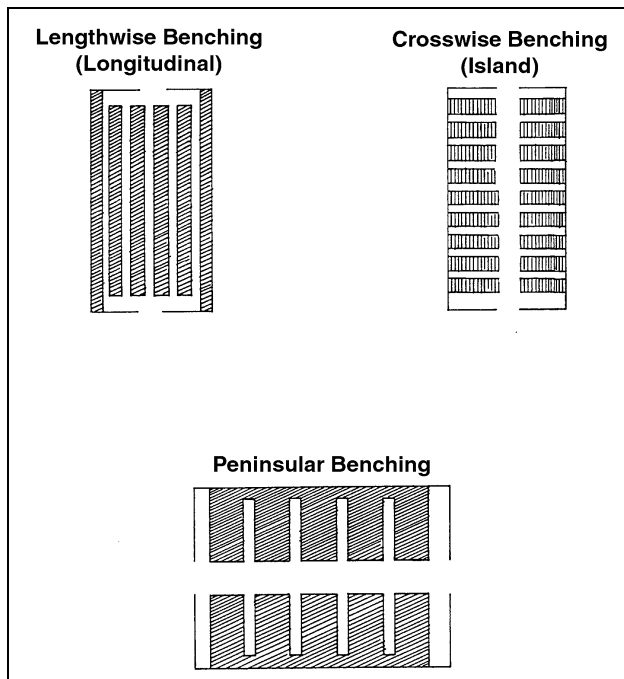 Lengthwise Benching
(Longitudinal)
Crosswise Benching
(Island)
Peninsular Benching